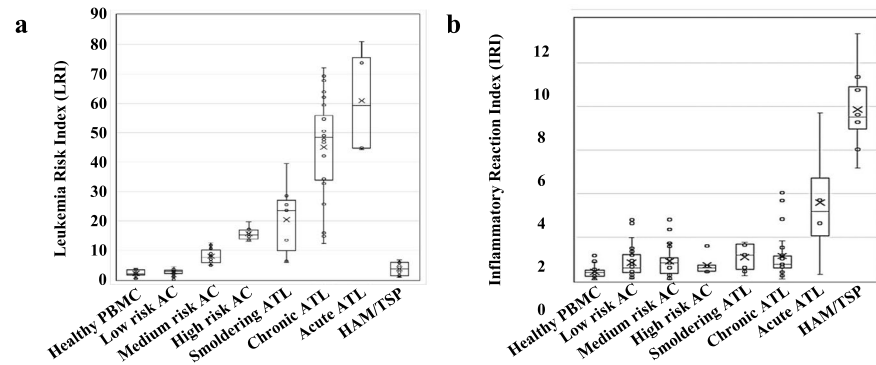 a
Leukemia Risk Index (LRI)
90
80
70
60
50
40
30
20
10
0
Healthy PBMC
Low risk AC
Medium risk AC
High risk AC
Smoldering ATL
Chronic ATL
Acute ATL
HAM/TSP
b
Inflammatory Reaction Index (IRI)
12
10
8
6
4
2
0
Healthy PBMC
Low risk AC
Medium risk AC
High risk AC
Smoldering ATL
Chronic ATL
Acute ATL
HAM/TSP